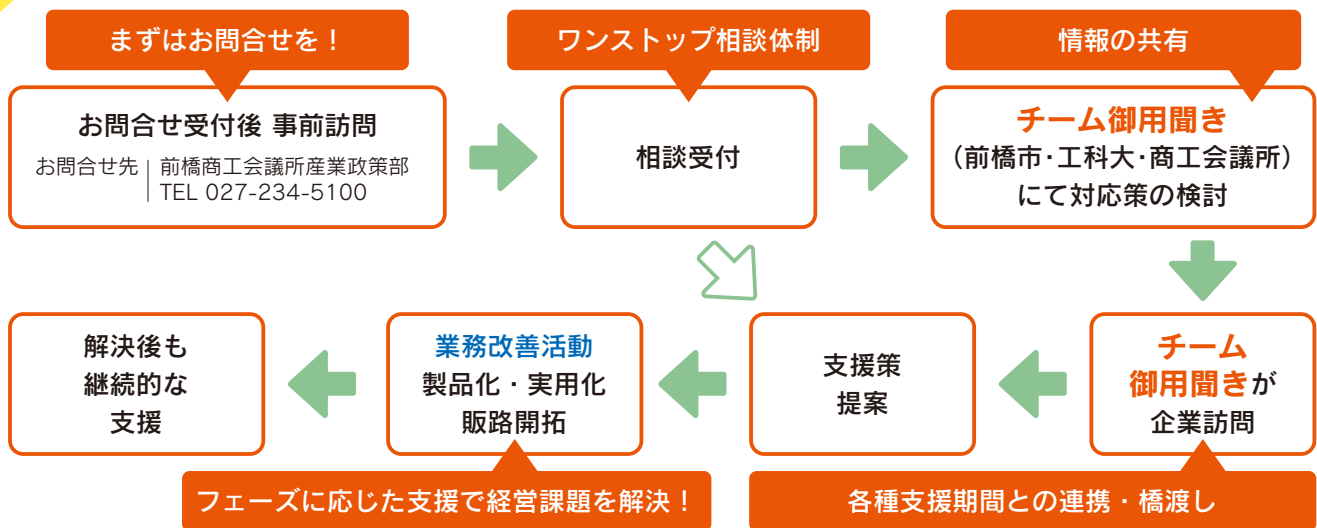 まずはお問合せを！
お問合せ受付後 事前訪問
お問合せ先 前橋商工会議所産業政策部
TEL 027-234-5100
ワンストップ相談体制
相談受付
情報の共有
チーム御用聞き
（前橋市・工科大・商工会議所）
にて対応策の検討
チーム
御用聞きが
企業訪問
各種支援期間との連携・橋渡し
支援策
提案
業務改善活動
製品化・実用化
販路開拓
フェーズに応じた支援で経営課題を解決！
解決後も
継続的な
支援